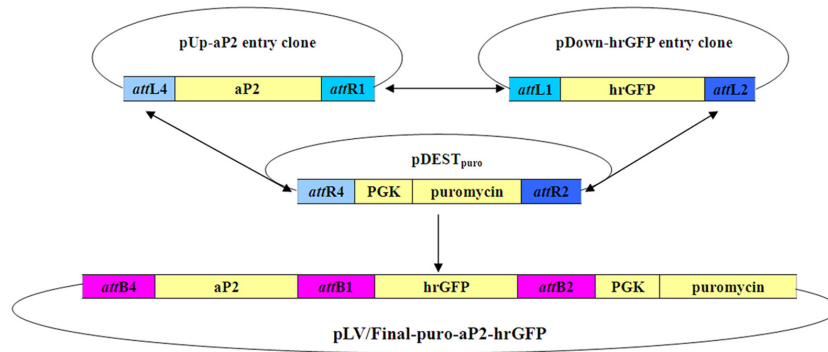 pUp-aP2 entry clone
pDown-hrGFP entry clone
attL4 aP2 attR1
attL1 hrGFP attL2
pDESTpuro
attR4 PGK puromycin attR2
attB4 aP2 attB1 hrGFP attB2 PGK puromycin
pLV/Final-puro-aP2-hrGFP